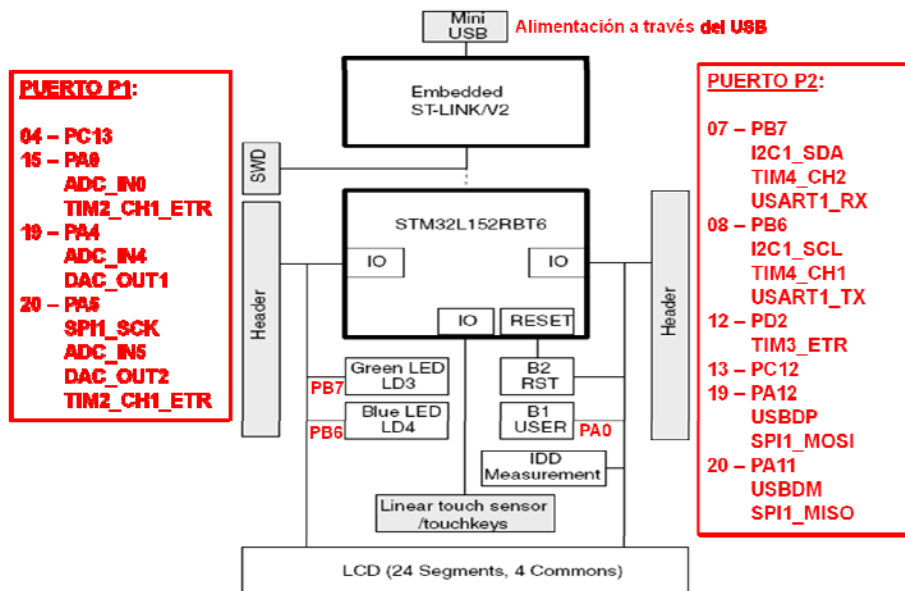 Mini
USB
Alimentación a través del USB
Embedded
ST-LINK/V2
SWD
PUERTO P1:
04 – PC13
15 – PA0
ADC_IN0
TIM2_CH1_ETR
19 – PA4
ADC_IN4
DAC_OUT1
20 – PA5
SPI1_SCK
ADC_IN5
DAC_OUT2
TIM2_CH1_ETR
Header
STM32L152RBT6
IO
IO
IO
RESET
PB7
Green LED
LD3
PB6
Blue LED
LD4
B2
RST
B1
USER
PA0
IDD
Measurement
Linear touch sensor
/touchkeys
LCD (24 Segments, 4 Commons)
Header
PUERTO P2:
07 – PB7
I2C1_SDA
TIM4_CH2
USART1_RX
08 – PB6
I2C1_SCL
TIM4_CH1
USART1_TX
12 – PD2
TIM3_ETR
13 – PC12
19 – PA12
USBDP
SPI1_MOSI
20 – PA11
USBDM
SPI1_MISO